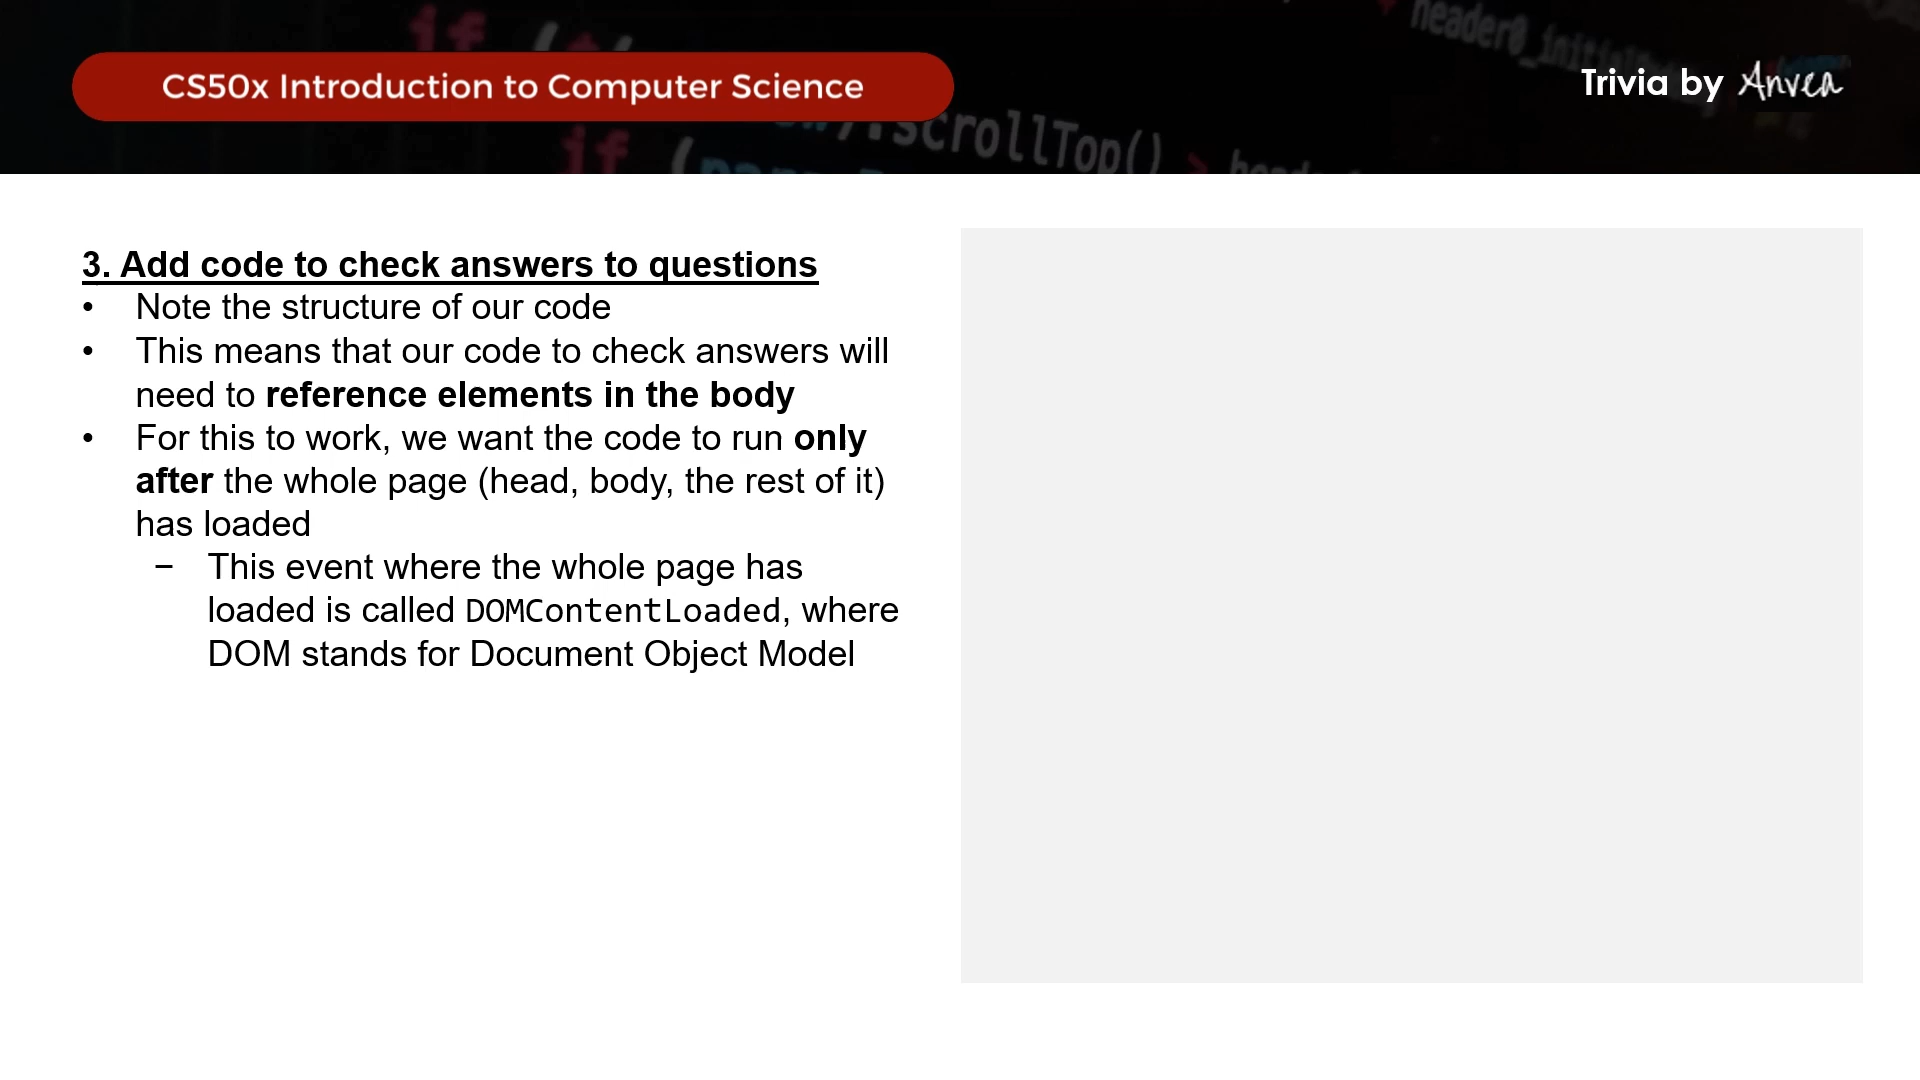 if (
CS50x Introduction to Computer Science
header0_initi
Trivia by Anvea
.scrollTop() >
if (
3. Add code to check answers to questions
• Note the structure of our code
• This means that our code to check answers will
need to reference elements in the body
• For this to work, we want the code to run only
after the whole page (head, body, the rest of it)
has loaded
– This event where the whole page has
loaded is called DOMContentLoaded, where
DOM stands for Document Object Model